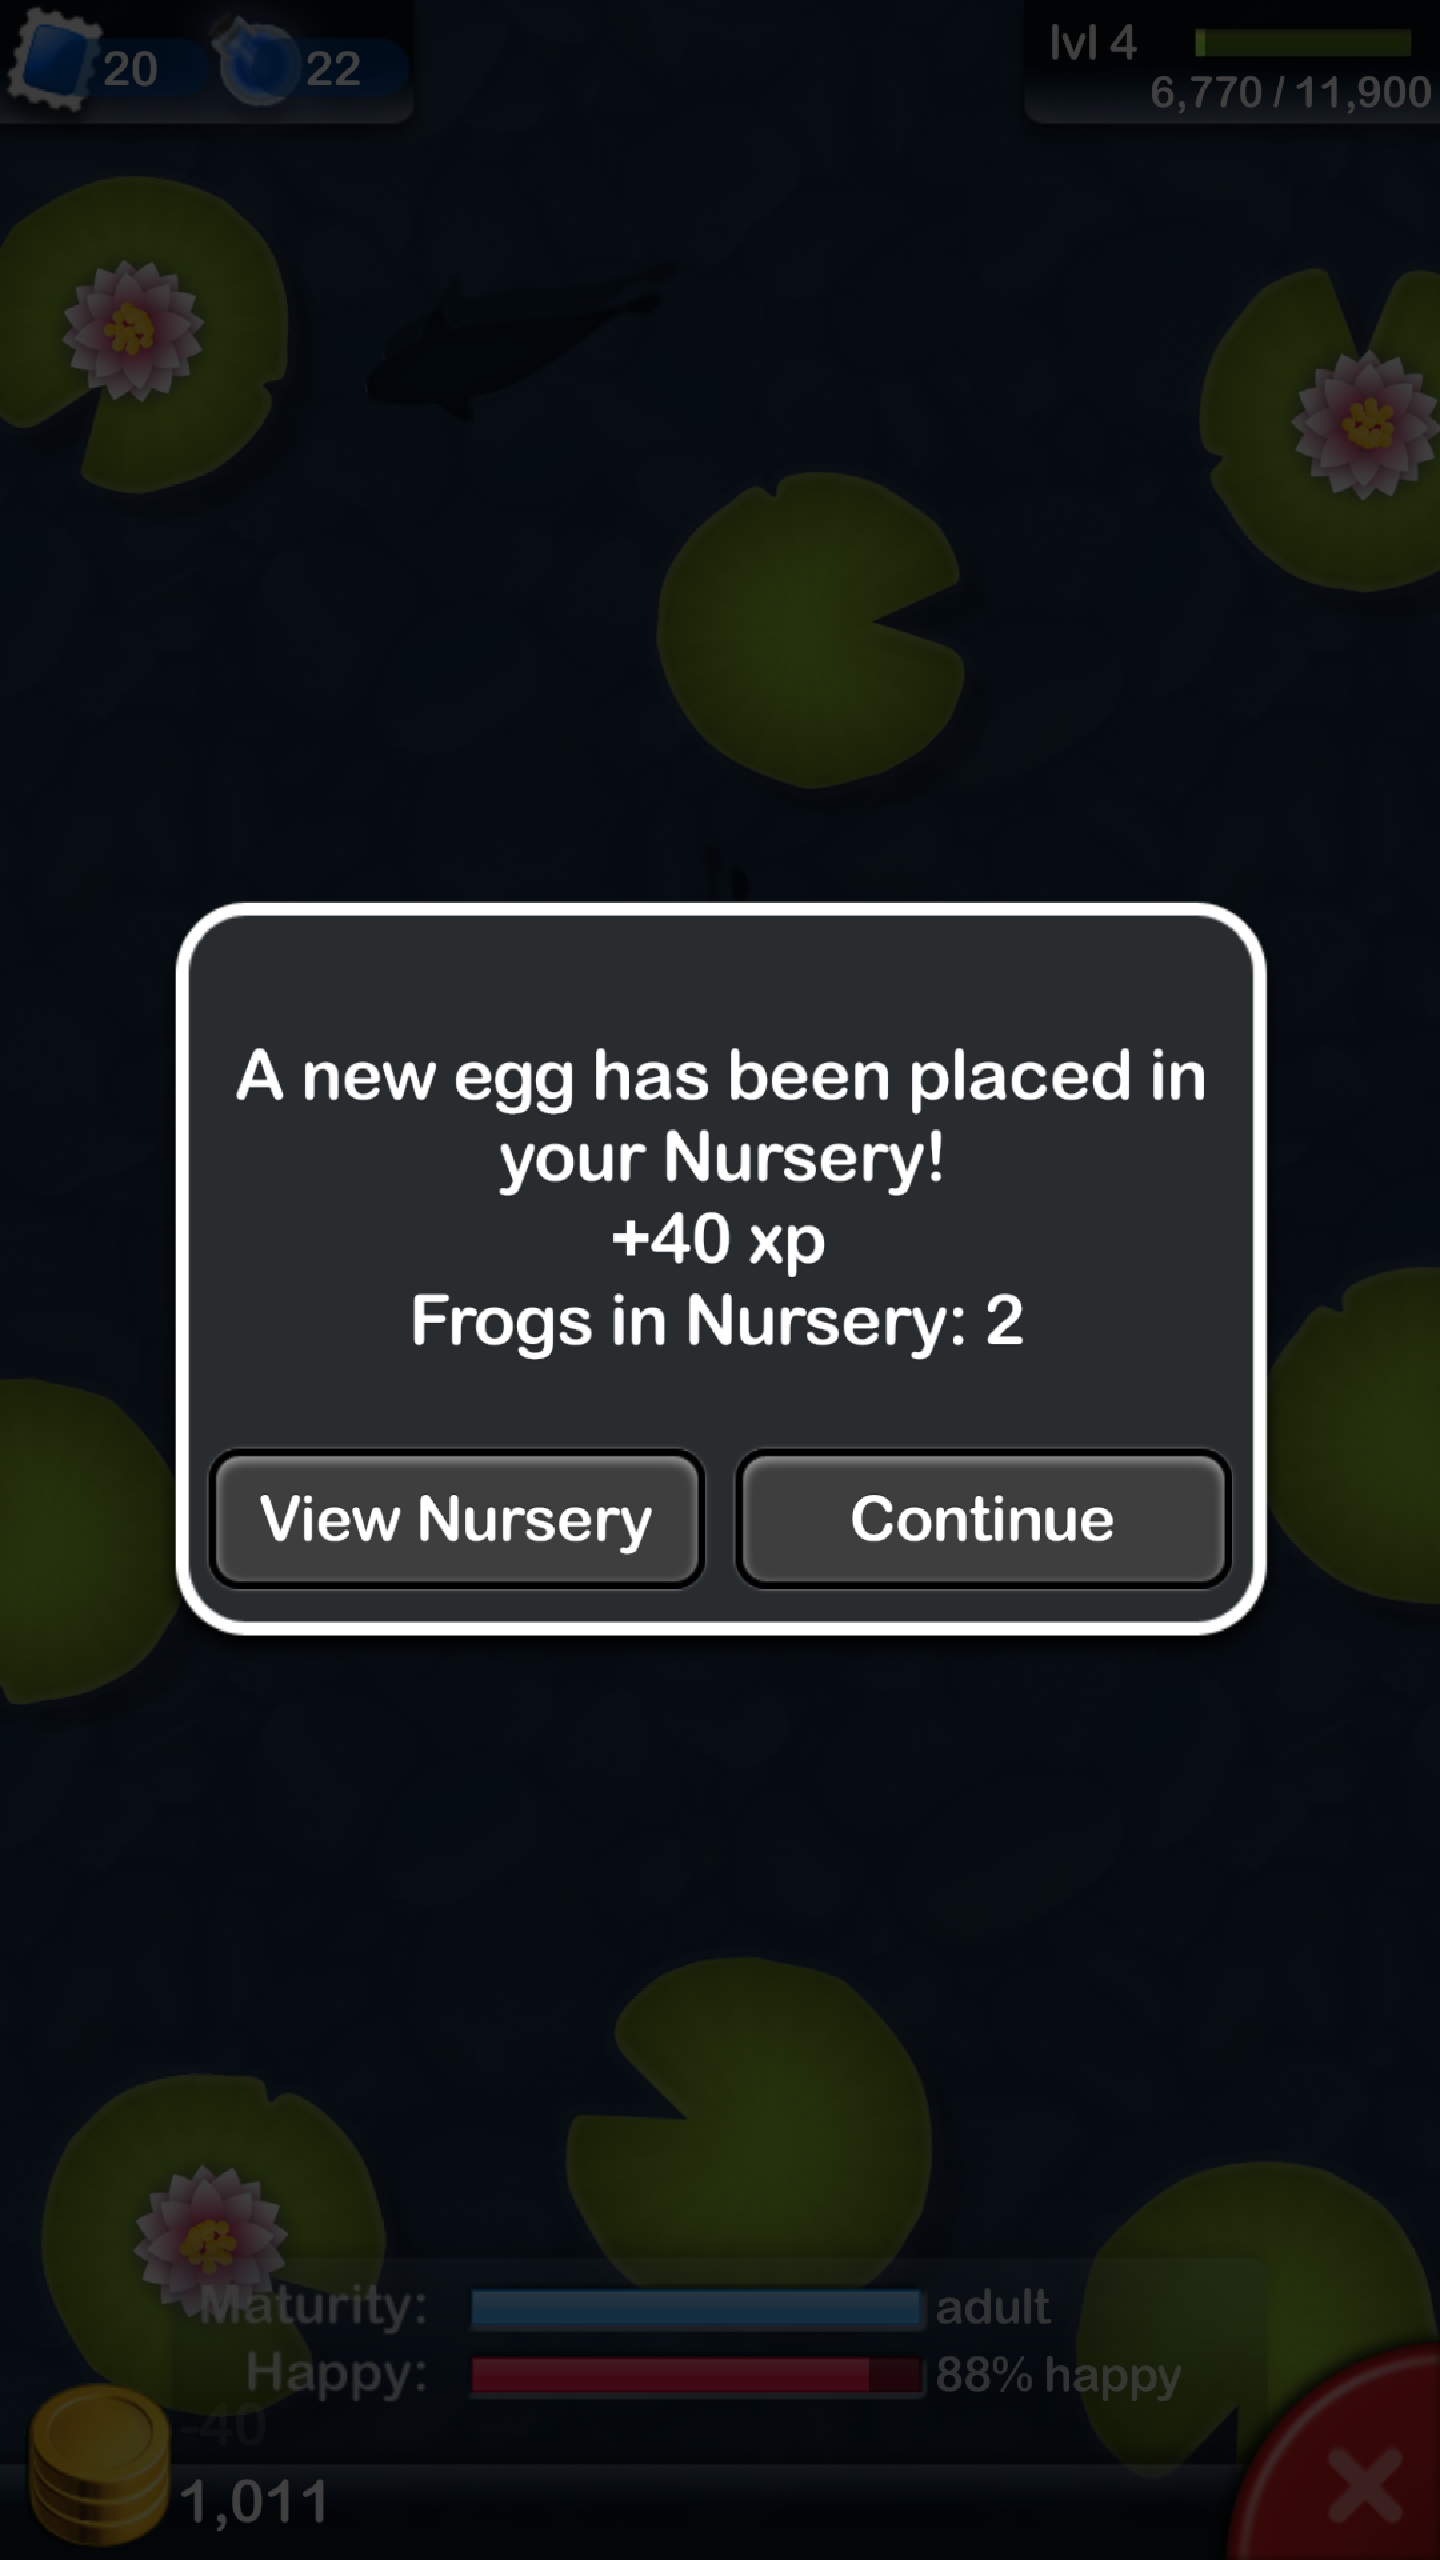 20
22
lvl 4
6,770 / 11,900
A new egg has been placed in
your Nursery!
+40 xp
Frogs in Nursery: 2
View Nursery
Continue
Maturity:
adult
Happy:
88% happy
-40
1,011